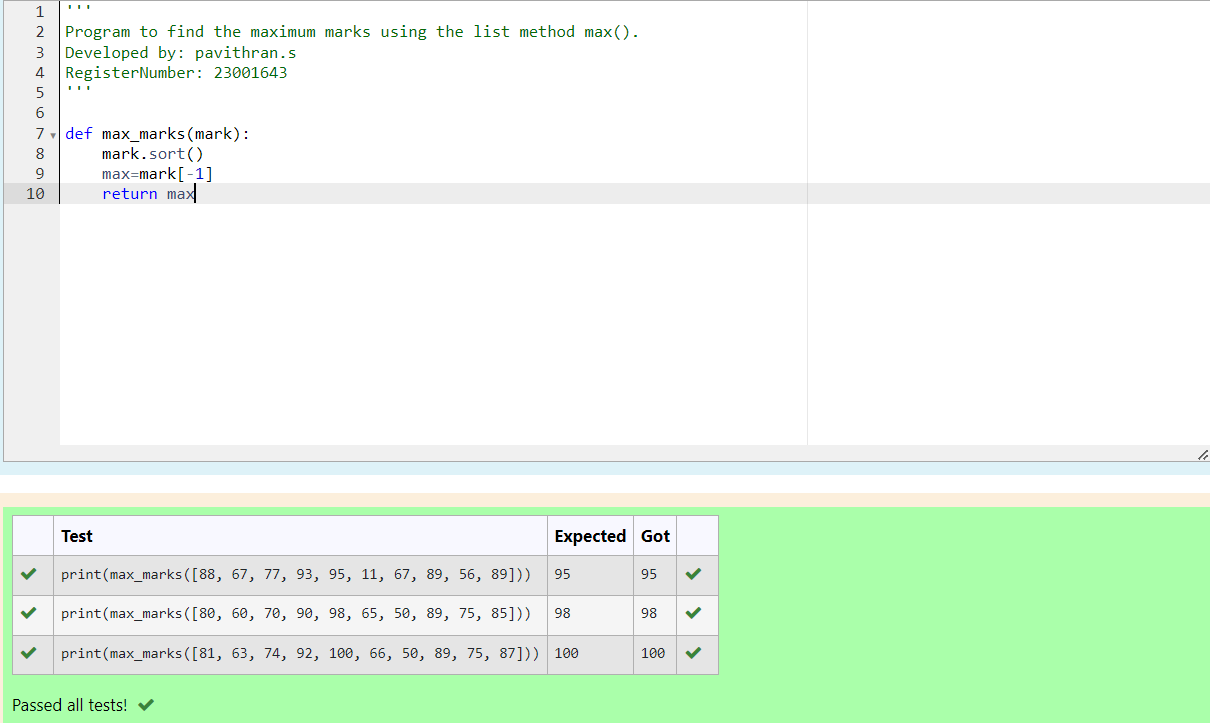 1 '''
2 Program to find the maximum marks using the list method max().
3 Developed by: pavithran.s
4 RegisterNumber: 23001643
5 '''
6
7 def max_marks(mark):
8     mark.sort()
9     max=mark[-1]
10     return max
Test Expected Got
print(max_marks([88, 67, 77, 93, 95, 11, 67, 89, 56, 89])) 95 95
print(max_marks([80, 60, 70, 90, 98, 65, 50, 89, 75, 85])) 98 98
print(max_marks([81, 63, 74, 92, 100, 66, 50, 89, 75, 87])) 100 100
Passed all tests!